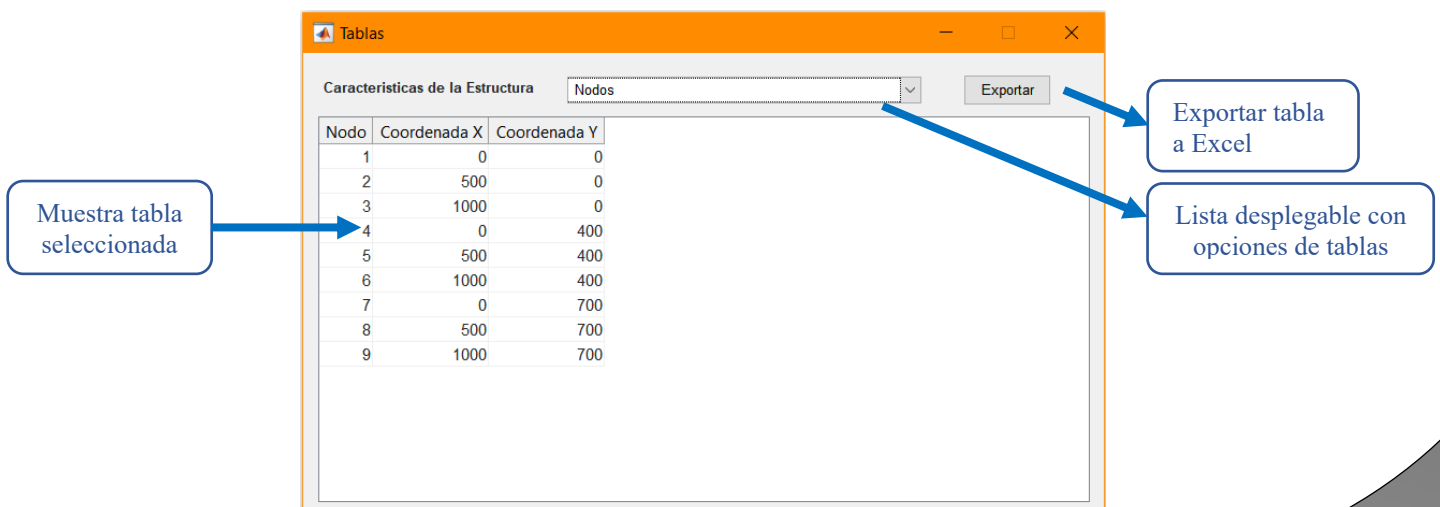 Tablas
Caracteristicas de la Estructura Nodos Exportar
Nodo Coordenada X Coordenada Y
1 0 0
2 500 0
3 1000 0
4 0 400
5 500 400
6 1000 400
7 0 700
8 500 700
9 1000 700
Muestra tabla
seleccionada
Exportar tabla
a Excel
Lista desplegable con
opciones de tablas